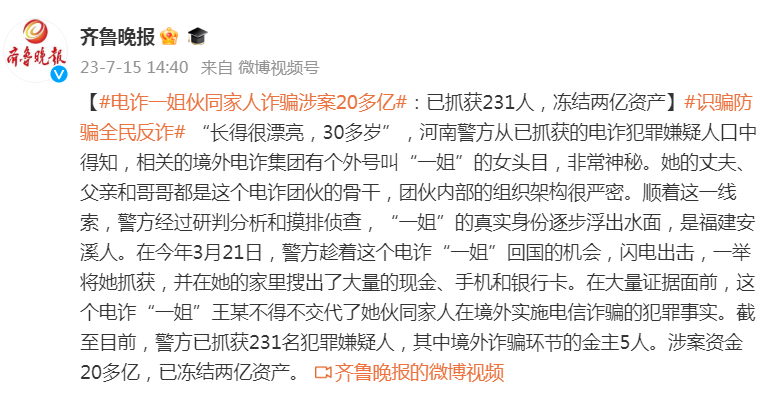 齐鲁晚报
齐鲁晚报
23-7-15 14:40 来自 微博视频号
【#电诈一姐伙同家人诈骗涉案20多亿#：已抓获231人，冻结两亿资产】#识骗防
骗全民反诈# “长得很漂亮，30多岁”，河南警方从已抓获的电诈犯罪嫌疑人口中
得知，相关的境外电诈集团有个外号叫“一姐”的女头目，非常神秘。她的丈夫、
父亲和哥哥都是这个电诈团伙的骨干，团伙内部的组织架构很严密。顺着这一线
索，警方经过研判分析和摸排侦查，“一姐”的真实身份逐步浮出水面，是福建安
溪人。在今年3月21日，警方趁着这个电诈“一姐”回国的机会，闪电出击，一举
将她抓获，并在她的家里搜出了大量的现金、手机和银行卡。在大量证据面前，这
个电诈“一姐”王某不得不交代了她伙同家人在境外实施电信诈骗的犯罪事实。截
至目前，警方已抓获231名犯罪嫌疑人，其中境外诈骗环节的金主5人。涉案资金
20多亿，已冻结两亿资产。 齐鲁晚报的微博视频